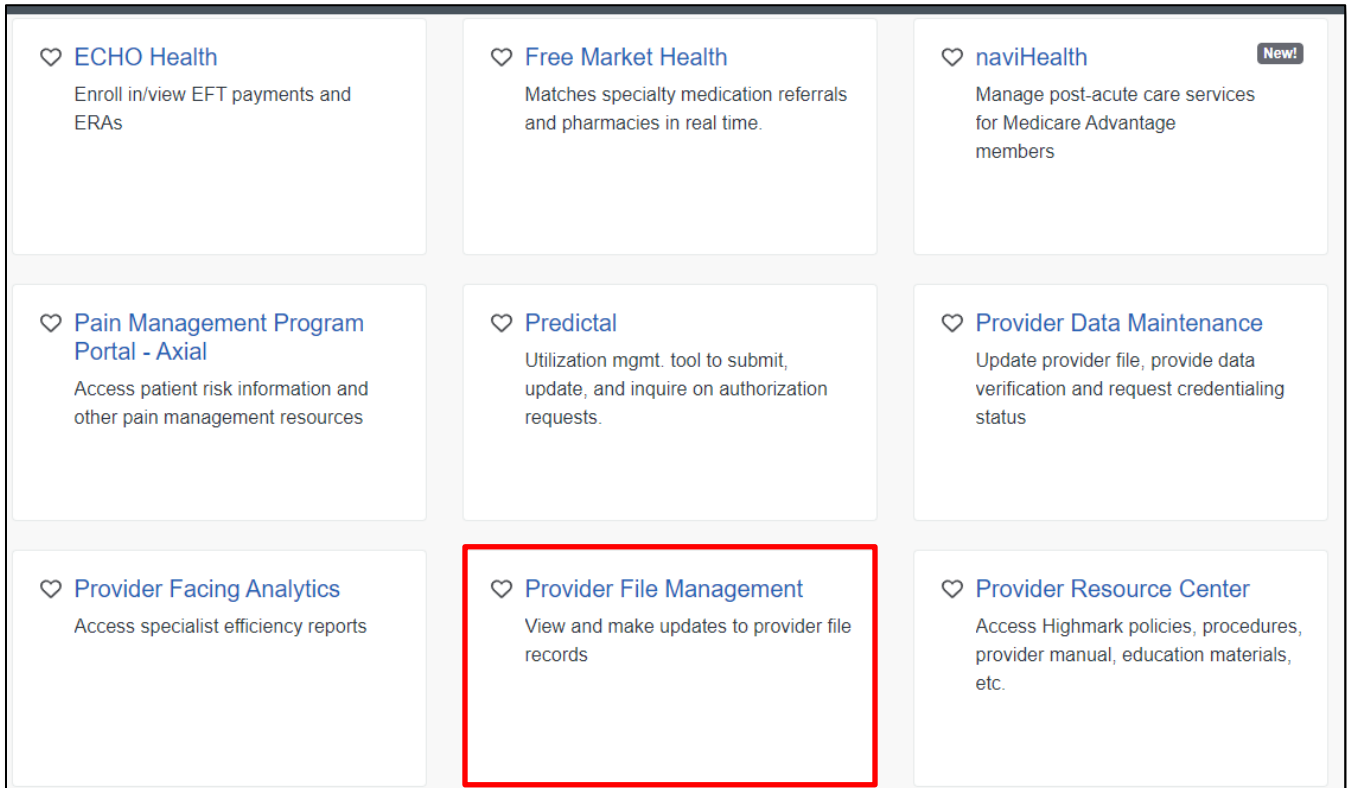 ECHO Health
Enroll in/view EFT payments and
ERAs
Free Market Health
Matches specialty medication referrals
and pharmacies in real time.
naviHealth
New!
Manage post-acute care services
for Medicare Advantage
members
Pain Management Program
Portal - Axial
Access patient risk information and
other pain management resources
Predictal
Utilization mgmt. tool to submit,
update, and inquire on authorization
requests.
Provider Data Maintenance
Update provider file, provide data
verification and request credentialing
status
Provider Facing Analytics
Access specialist efficiency reports
Provider File Management
View and make updates to provider file
records
Provider Resource Center
Access Highmark policies, procedures,
provider manual, education materials,
etc.